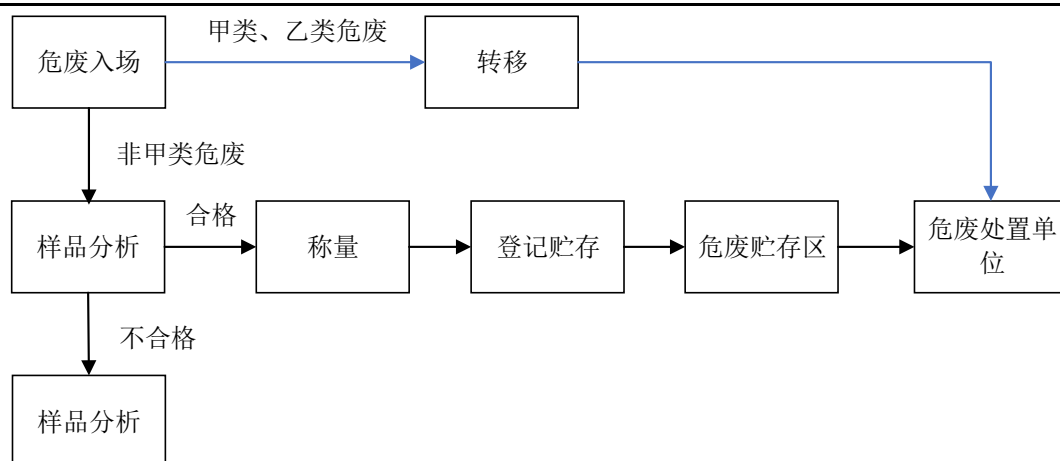 甲类、乙类危废
危废入场
转移
非甲类危废
合格
样品分析
称量
登记贮存
危废贮存区
危废处置单
位
不合格
样品分析